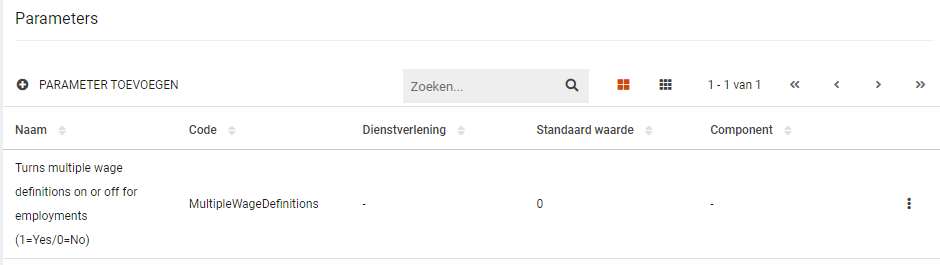 Parameters
PARAMETER TOEVOEGEN
Zoeken...
1 - 1 van 1
Naam
Code
Dienstverlening
Standaard waarde
Component
Turns multiple wage
definitions on or off for
employments
(1=Yes/0=No)
MultipleWageDefinitions
-
0
-